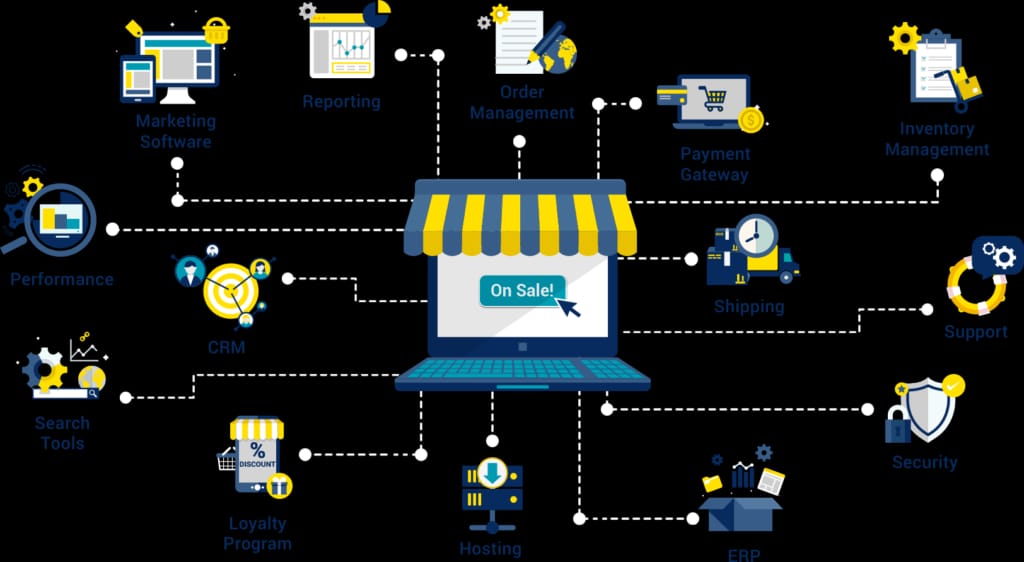 Marketing
Software
Reporting
Order
Management
Payment
Gateway
Inventory
Management
Performance
CRM
On Sale!
Shipping
Support
Search
Tools
%
DISCOUNT
Loyalty
Program
Hosting
ERP
Security
$